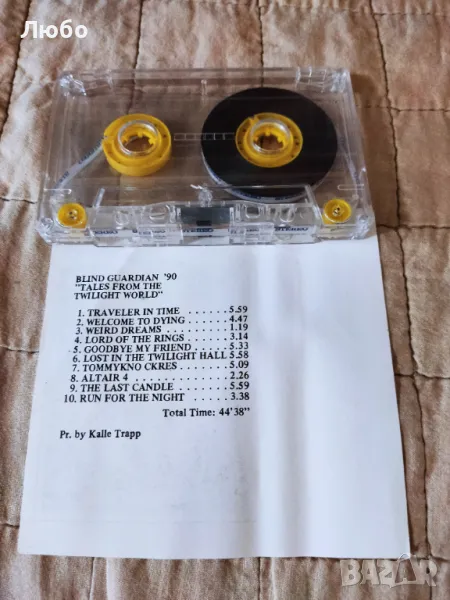 Любо
STEREO
BLIND GUARDIAN '90
"TALES FROM THE
TWILIGHT WORLD"
1. TRAVELER IN TIME ...... 5.59
2. WELCOME TO DYING ..... 4.47
3. WEIRD DREAMS ......... 1.19
4. LORD OF THE RINGS ..... 3.14
5. GOODBYE MY FRIEND ..... 5.33
6. LOST IN THE TWILIGHT HALL 5.58
7. TOMMYKNO CKRES ....... 5.09
8. ALTAIR 4 ............. 2.26
9. THE LAST CANDLE ....... 5.59
10. RUN FOR THE NIGHT ...... 3.38
Total Time: 44'38"
Pr. by Kalle Trapp
BAZAR